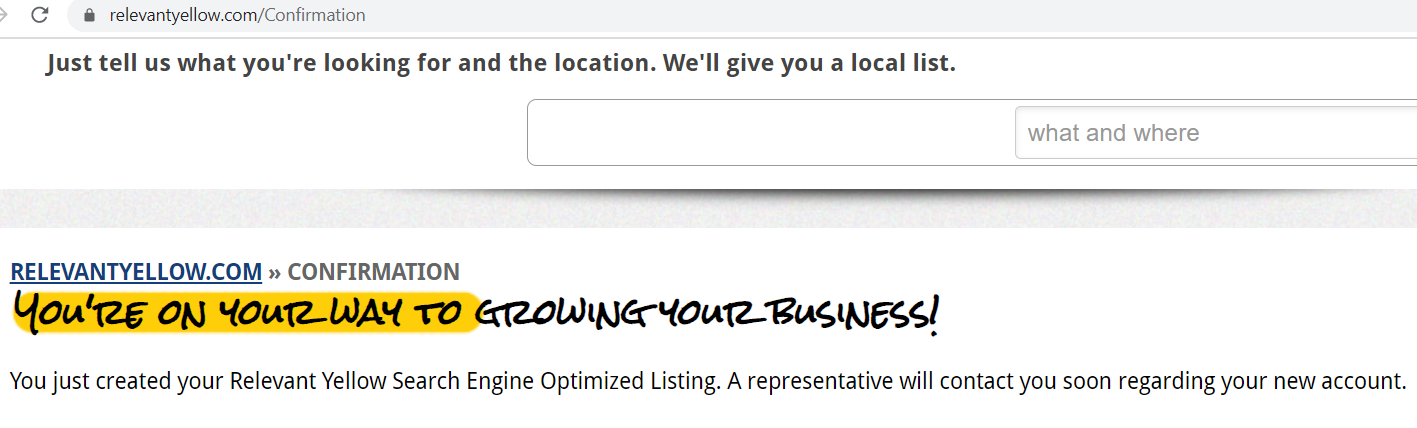 relevantyellow.com/Confirmation
Just tell us what you're looking for and the location. We'll give you a local list.
what and where
RELEVANTYELLOW.COM » CONFIRMATION
You're on your way to growing your business!
You just created your Relevant Yellow Search Engine Optimized Listing. A representative will contact you soon regarding your new account.